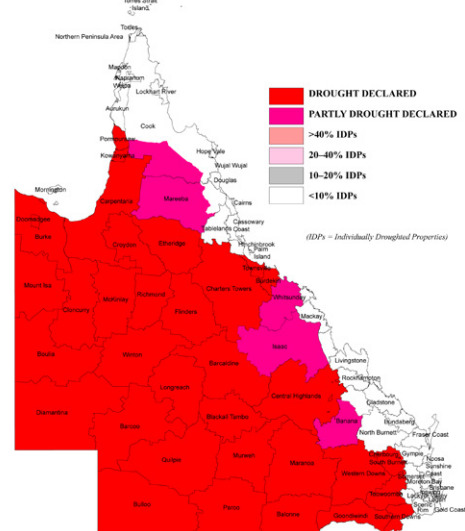 Torres Strait
Island
Torres
Northern Peninsula Area
Mapoon
Napranum
Weipa
Lockhart River
Aurukun
Cook
Pormpuraaw
Kowanyama
Hope Vale
Wujal Wujal
Douglas
Mornington
Mareeba
Cairns
Carpentaria
Cassowary
Coast
Tablelands
Doomadgee
Burke
Hinchinbrook
Croydon
Etheridge
Palm
Island
Townsville
Burdekin
Mount Isa
Cloncurry
McKinlay
Richmond
Flinders
Charters Towers
Whitsunday
Mackay
Isaac
Boulia
Winton
Barcaldine
Livingstone
Rockhampton
Longreach
Central Highlands
Gladstone
Diamantina
Barcoo
Blackall Tambo
Banana
Bundaberg
North Burnett
Fraser Coast
Quilpie
Murweh
Maranoa
Western Downs
Cherbourg
Gympie
South Burnett
Noosa
Sunshine
Coast
Somerset
Moreton Bay
Brisbane
Toowoomba
Bulloo
Paroo
Balonne
Goondiwindi
Southern Downs
Scenic
Rim
Gold Coast
DROUGHT DECLARED
PARTLY DROUGHT DECLARED
>40% IDPs
20–40% IDPs
10–20% IDPs
<10% IDPs
(IDPs = Individually Droughted Properties)